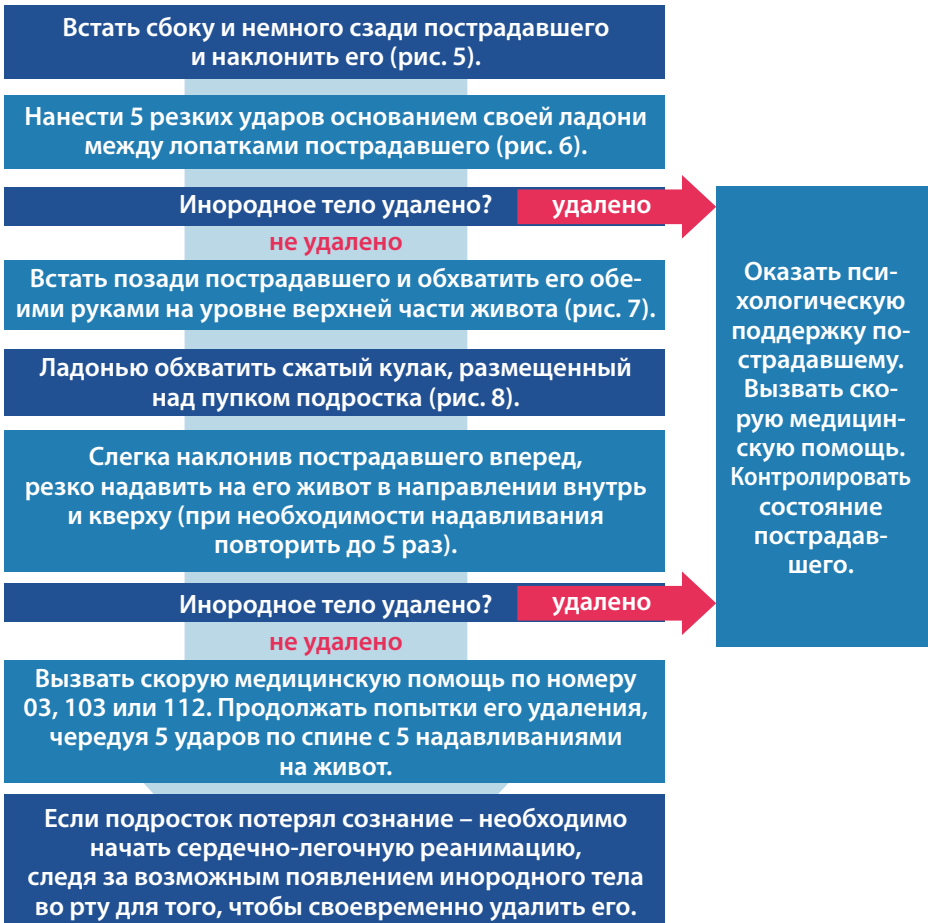 Встать сбоку и немного сзади пострадавшего
и наклонить его (рис. 5).
Нанести 5 резких ударов основанием своей ладони
между лопатками пострадавшего (рис. 6).
Инородное тело удалено?
удалено
не удалено
Встать позади пострадавшего и обхватить его обе-
ими руками на уровне верхней части живота (рис. 7).
Ладонью обхватить сжатый кулак, размещенный
над пупком подростка (рис. 8).
Слегка наклонив пострадавшего вперед,
резко надавить на его живот в направлении внутрь
и кверху (при необходимости надавливания
повторить до 5 раз).
Инородное тело удалено?
удалено
не удалено
Вызвать скорую медицинскую помощь по номеру
03, 103 или 112. Продолжать попытки его удаления,
чередуя 5 ударов по спине с 5 надавливаниями
на живот.
Если подросток потерял сознание – необходимо
начать сердечно-легочную реанимацию,
следя за возможным появлением инородного тела
во рту для того, чтобы своевременно удалить его.
Оказать пси-
хологическую
поддержку по-
страдавшему.
Вызвать ско-
рую медицин-
скую помощь.
Контролировать
состояние
пострадав-
шего.